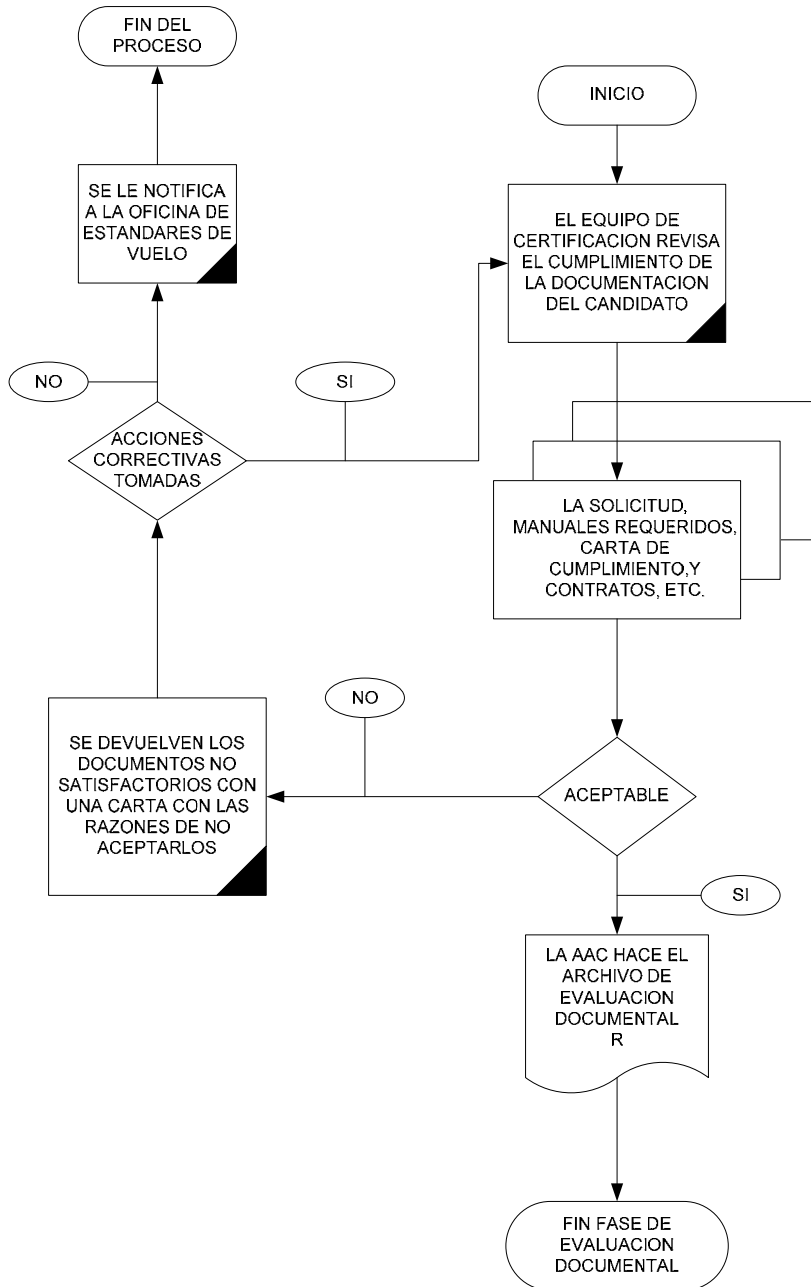 FIN DEL
PROCESO
INICIO
SE LE NOTIFICA
A LA OFICINA DE
ESTANDARES DE
VUELO
EL EQUIPO DE
CERTIFICACION REVISA
EL CUMPLIMIENTO DE
LA DOCUMENTACION
DEL CANDIDATO
NO
SI
ACCIONES
CORRECTIVAS
TOMADAS
LA SOLICITUD,
MANUALES REQUERIDOS,
CARTA DE
CUMPLIMIENTO,Y
CONTRATOS, ETC.
NO
SE DEVUELVEN LOS
DOCUMENTOS NO
SATISFACTORIOS CON
UNA CARTA CON LAS
RAZONES DE NO
ACEPTARLOS
ACEPTABLE
SI
LA AAC HACE EL
ARCHIVO DE
EVALUACION
DOCUMENTAL
R
FIN FASE DE
EVALUACION
DOCUMENTAL